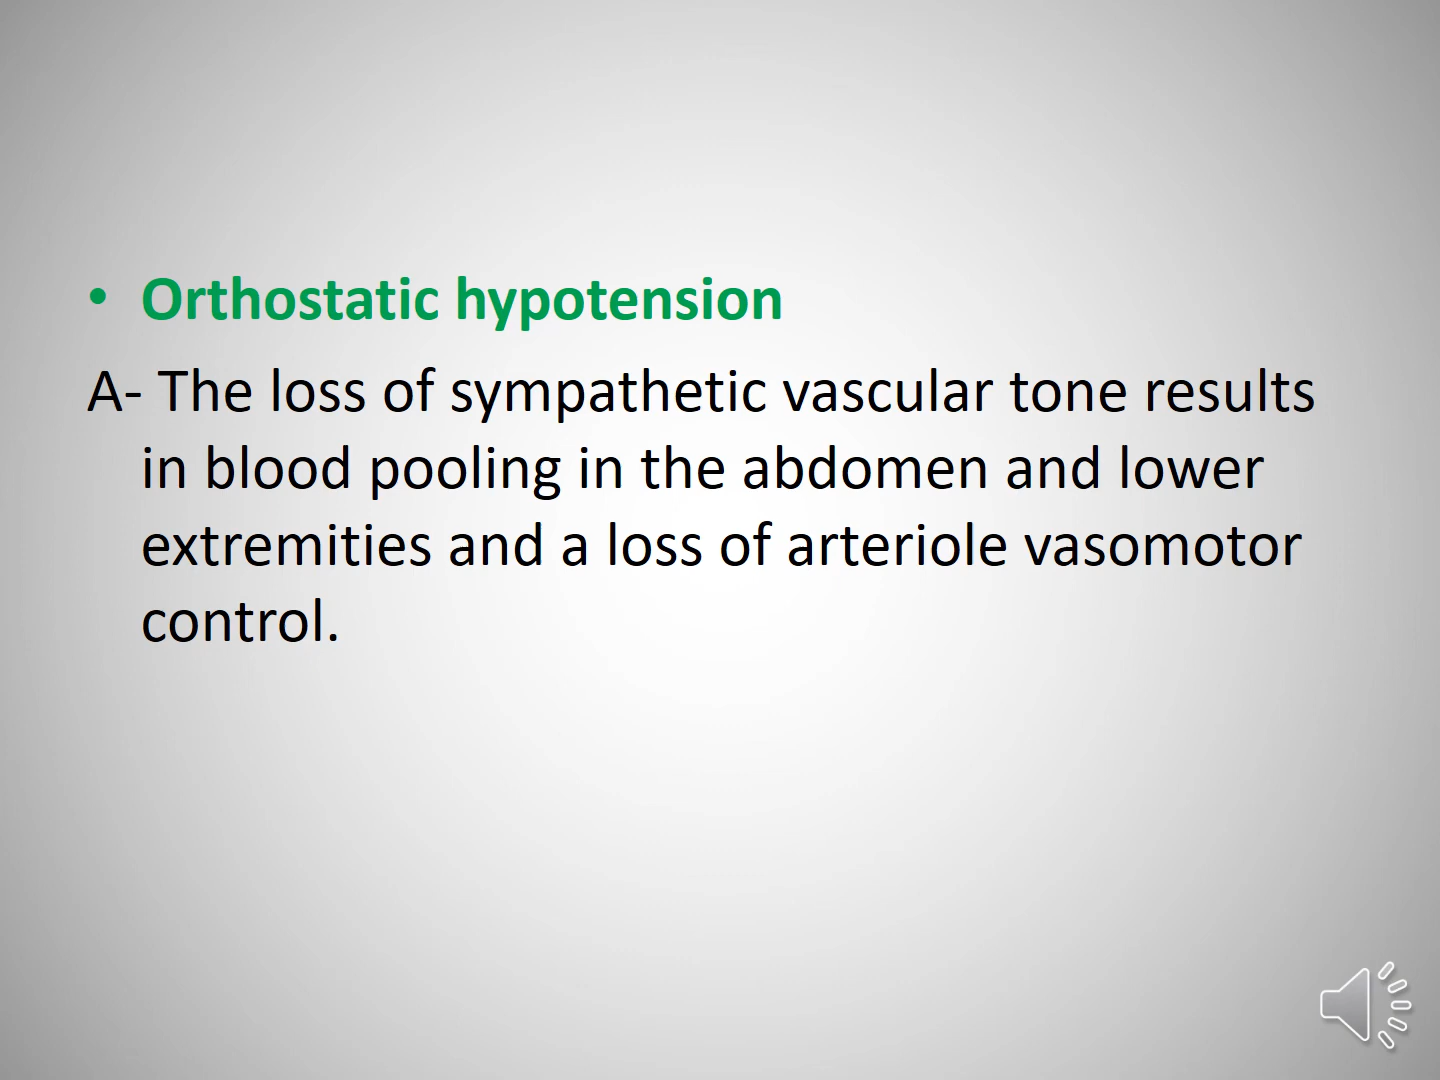 • Orthostatic hypotension
A- The loss of sympathetic vascular tone results
in blood pooling in the abdomen and lower
extremities and a loss of arteriole vasomotor
control.